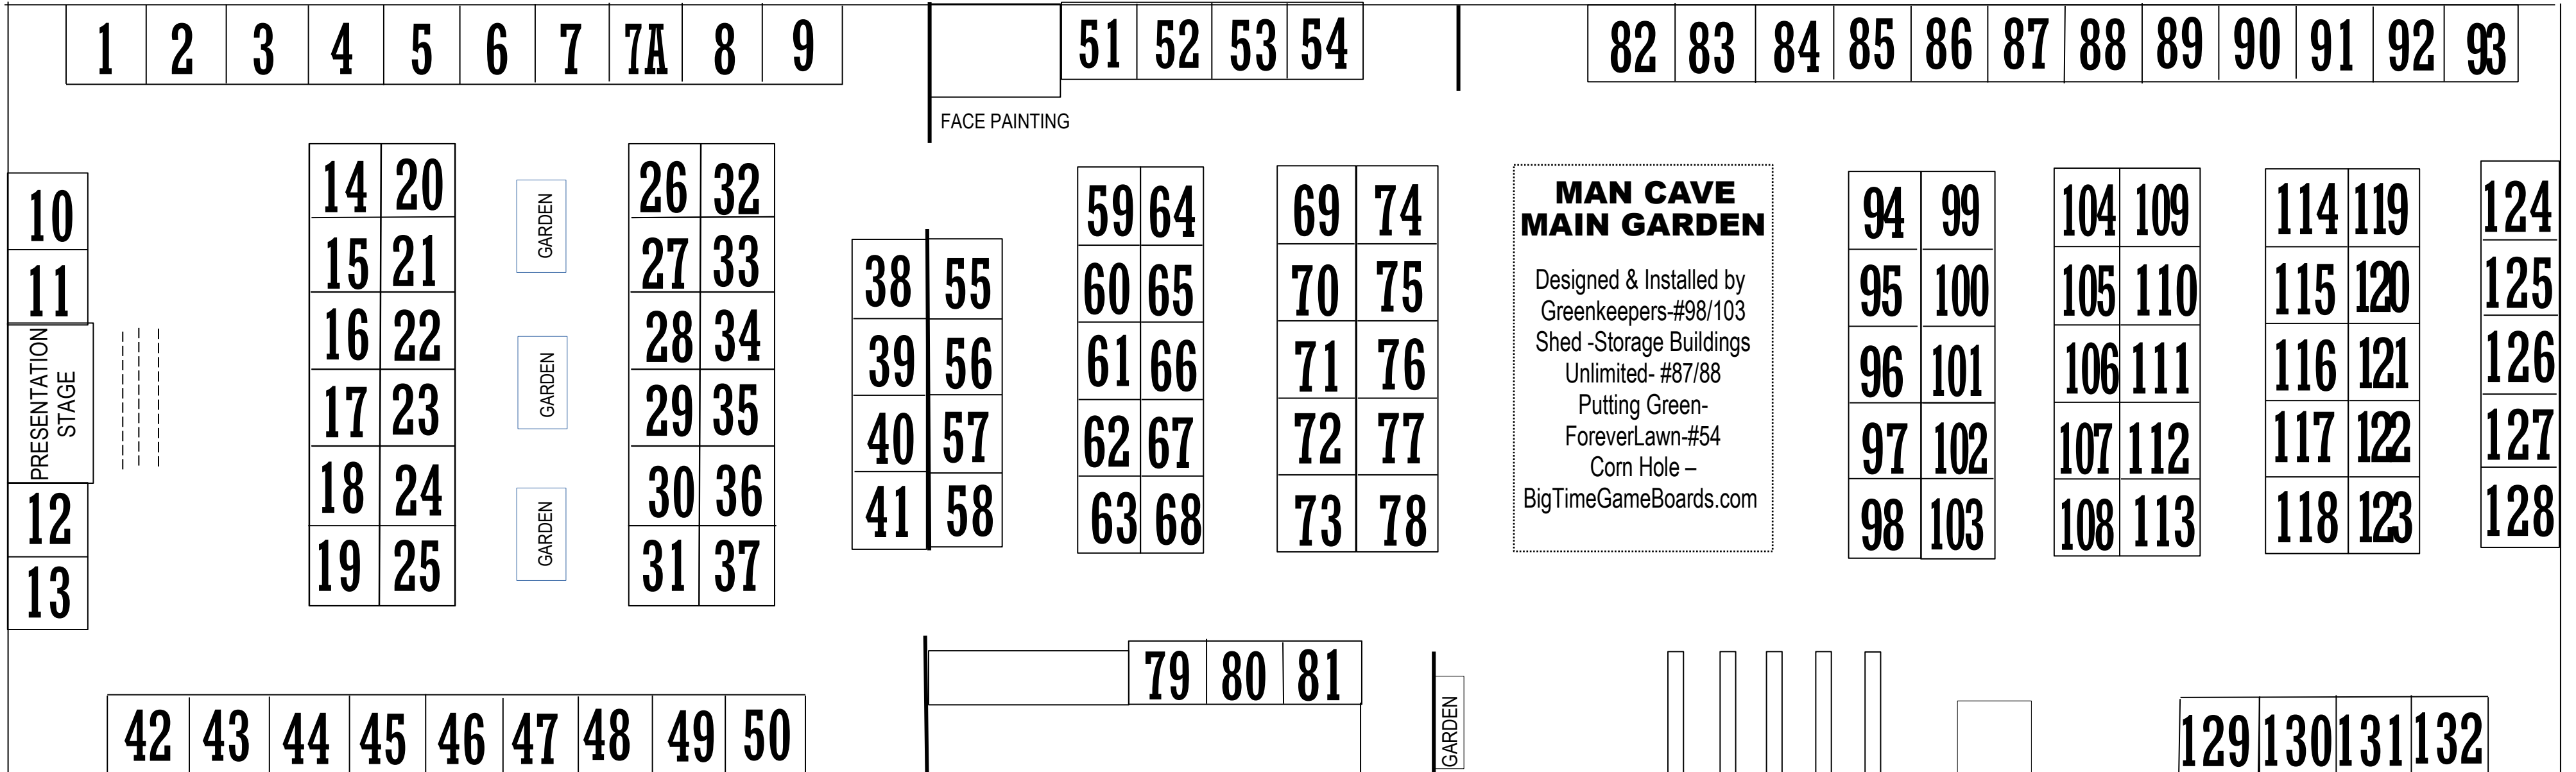 1 2 3 4 5 6 7 7A 8 9
51 52 53 54
82 83 84 85 86 87 88 89 90 91 92 93
FACE PAINTING
10
11
PRESENTATION
STAGE
12
13
14 20
15 21
16 22
17 23
18 24
19 25
GARDEN
GARDEN
GARDEN
26 32
27 33
28 34
29 35
30 36
31 37
38 55
39 56
40 57
41 58
59 64
60 65
61 66
62 67
63 68
69 74
70 75
71 76
72 77
73 78
MAN CAVE
MAIN GARDEN
Designed & Installed by
Greenkeepers-#98/103
Shed -Storage Buildings
Unlimited- #87/88
Putting Green-
ForeverLawn-#54
Corn Hole –
BigTimeGameBoards.com
94 99
95 100
96 101
97 102
98 103
104 109
105 110
106 111
107 112
108 113
114 119
115 120
116 121
117 122
118 123
124
125
126
127
128
42 43 44 45 46 47 48 49 50
79 80 81
GARDEN
129 130 131 132